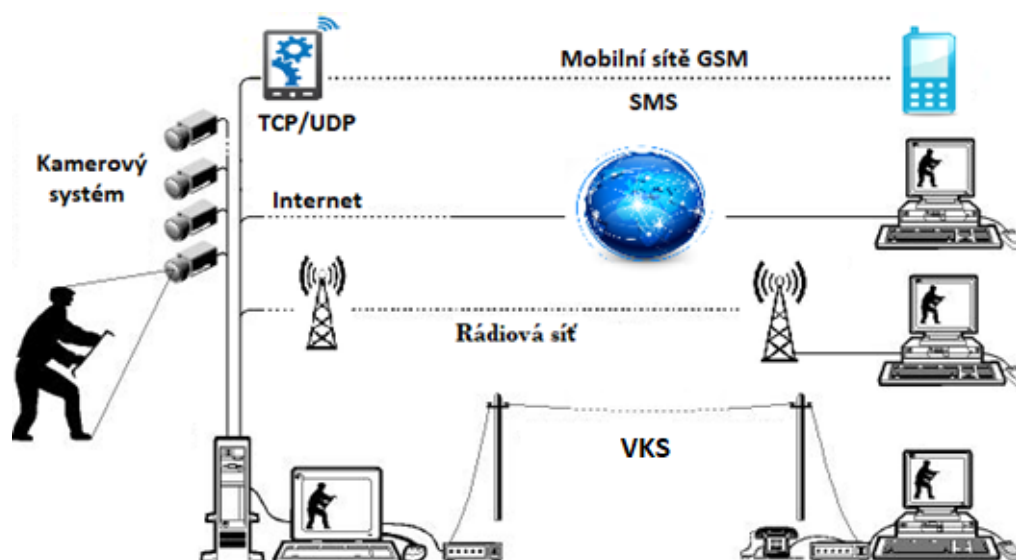 Mobilní sítě GSM
SMS
TCP/UDP
Kamerový
systém
Internet
Rádiová síť
VKS